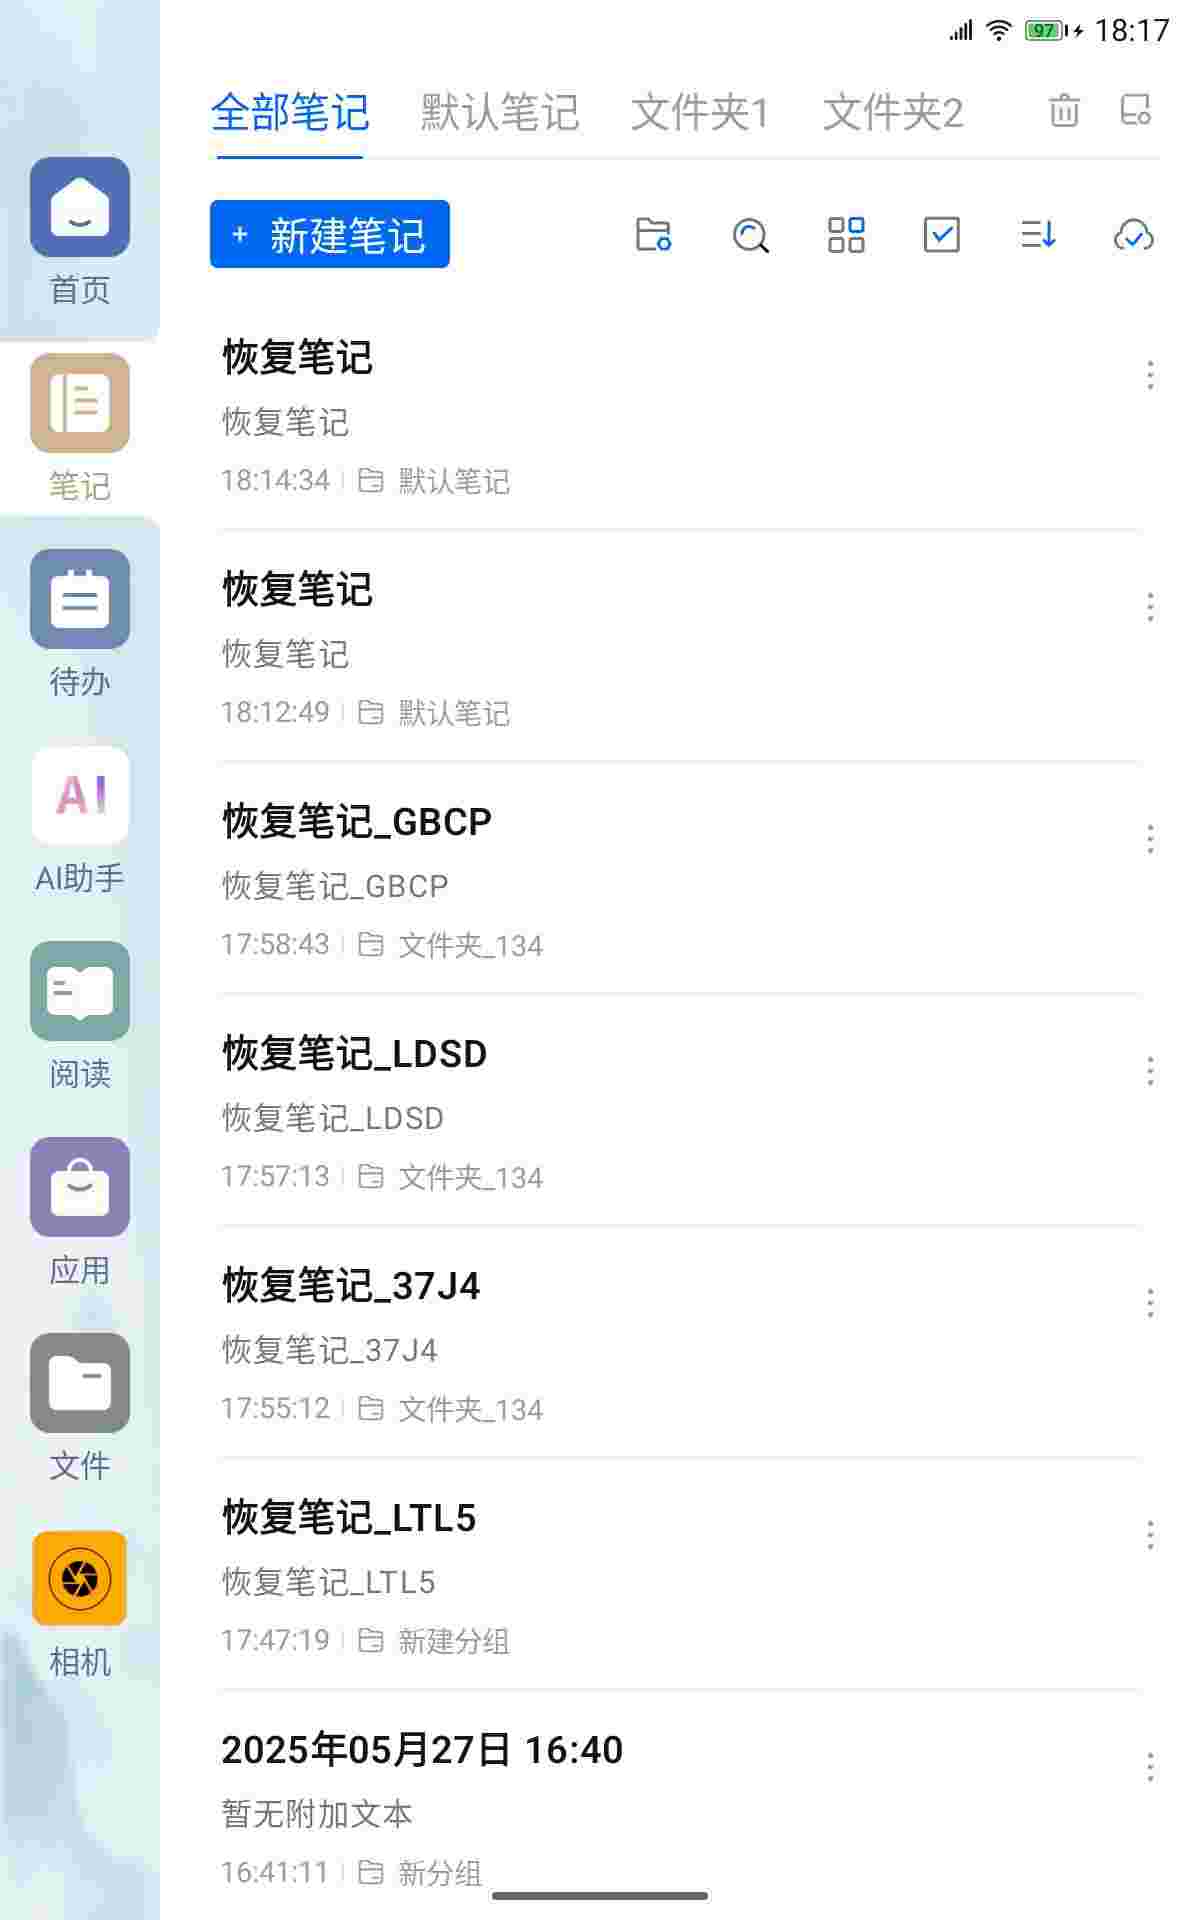 97 18:17
全部笔记 默认笔记 文件夹1 文件夹2
+ 新建笔记
首页
笔记
待办
AI
AI助手
阅读
应用
文件
相机
恢复笔记
恢复笔记
18:14:34 默认笔记
恢复笔记
恢复笔记
18:12:49 默认笔记
恢复笔记_GBCP
恢复笔记_GBCP
17:58:43 文件夹_134
恢复笔记_LDSD
恢复笔记_LDSD
17:57:13 文件夹_134
恢复笔记_37J4
恢复笔记_37J4
17:55:12 文件夹_134
恢复笔记_LTL5
恢复笔记_LTL5
17:47:19 新建分组
2025年05月27日 16:40
暂无附加文本
16:41:11 新分组